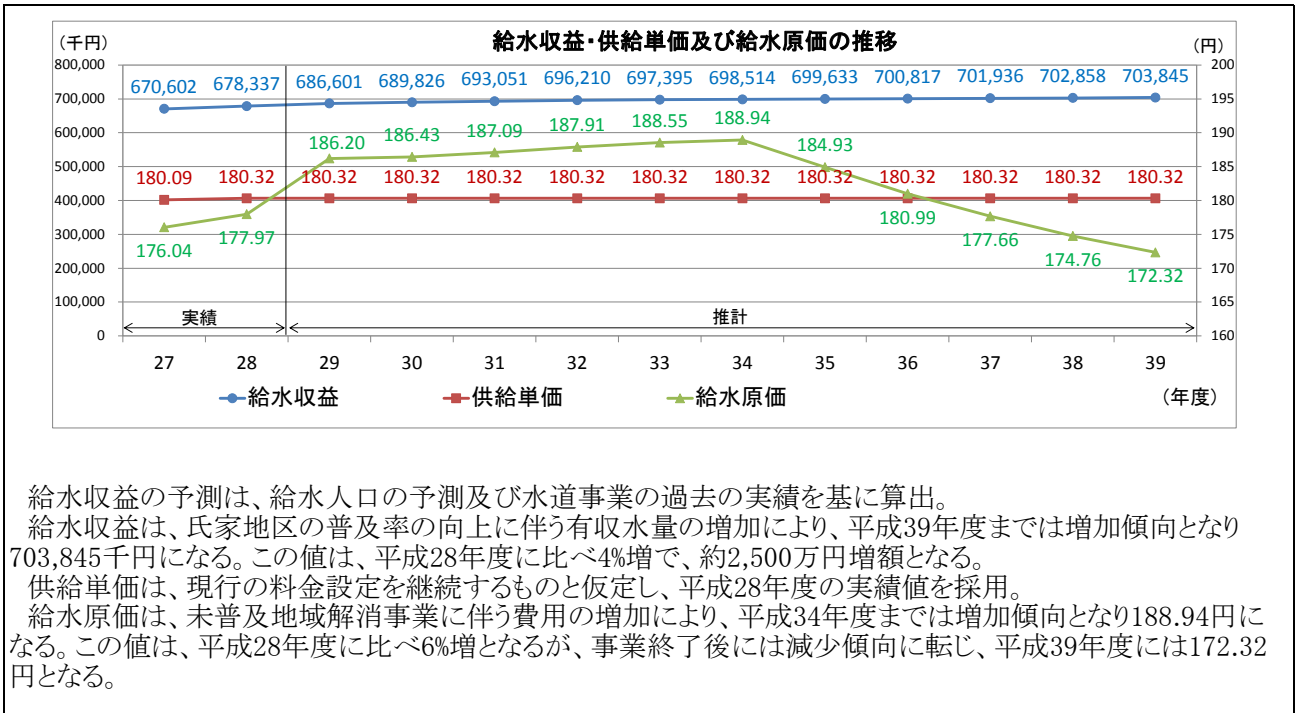 給水収益・供給単価及び給水原価の推移
(千円)
(円)
800,000
700,000
600,000
500,000
400,000
300,000
200,000
100,000
0
200
195
190
185
180
175
170
165
160
670,602 678,337 686,601 689,826 693,051 696,210 697,395 698,514 699,633 700,817 701,936 702,858 703,845
180.09 180.32 180.32 180.32 180.32 180.32 180.32 180.32 180.32 180.32 180.32 180.32 180.32
176.04 177.97 186.20 186.43 187.09 187.91 188.55 188.94 184.93 180.99 177.66 174.76 172.32
実績 推計
27 28 29 30 31 32 33 34 35 36 37 38 39
給水収益 供給単価 給水原価 (年度)
給水収益の予測は、給水人口の予測及び水道事業の過去の実績を基に算出。
給水収益は、氏家地区の普及率の向上に伴う有収水量の増加により、平成39年度までは増加傾向となり
703,845千円になる。この値は、平成28年度に比べ4%増で、約2,500万円増額となる。
供給単価は、現行の料金設定を継続するものと仮定し、平成28年度の実績値を採用。
給水原価は、未普及地域解消事業に伴う費用の増加により、平成34年度までは増加傾向となり188.94円に
なる。この値は、平成28年度に比べ6%増となるが、事業終了後には減少傾向に転じ、平成39年度には172.32
円となる。